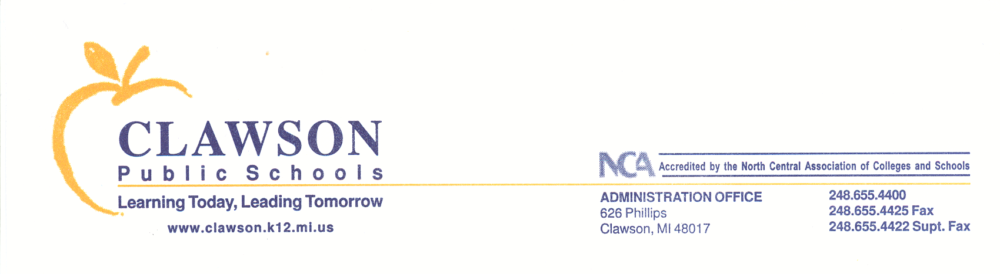 CLAWSON
Public Schools
Learning Today, Leading Tomorrow
www.clawson.k12.mi.us
NCA Accredited by the North Central Association of Colleges and Schools
ADMINISTRATION OFFICE
626 Phillips
Clawson, MI 48017
248.655.4400
248.655.4425 Fax
248.655.4422 Supt. Fax